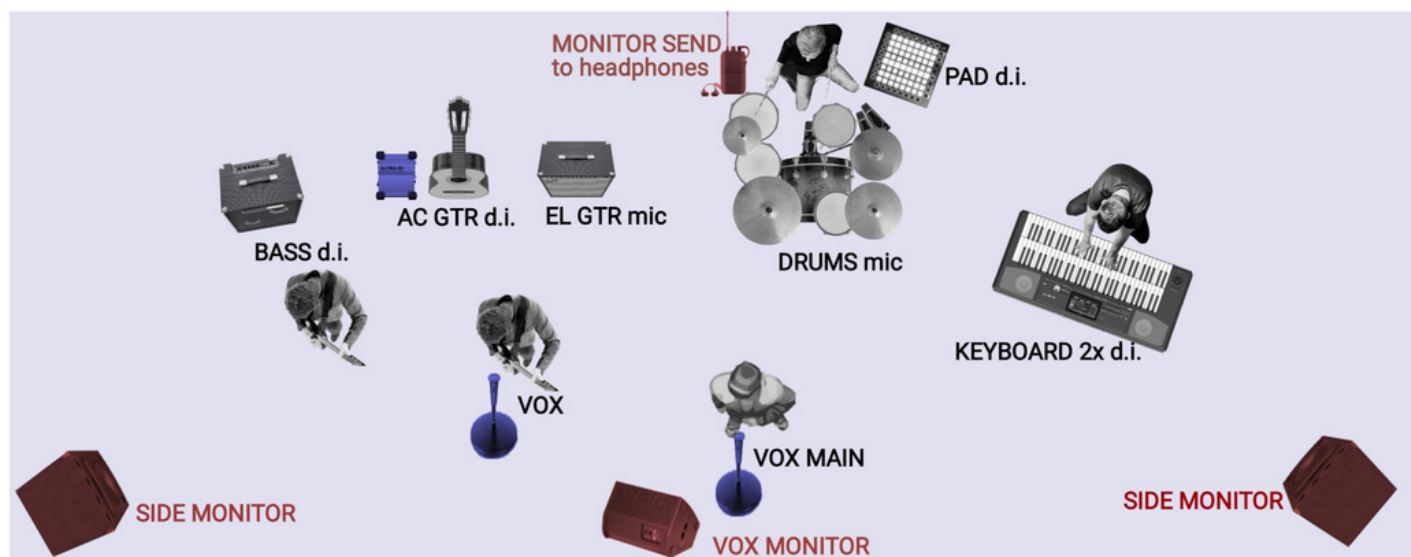 MONITOR SEND
to headphones
PAD d.i.
AC GTR d.i.
EL GTR mic
BASS d.i.
DRUMS mic
KEYBOARD 2x d.i.
VOX
VOX MAIN
SIDE MONITOR
SIDE MONITOR
VOX MONITOR